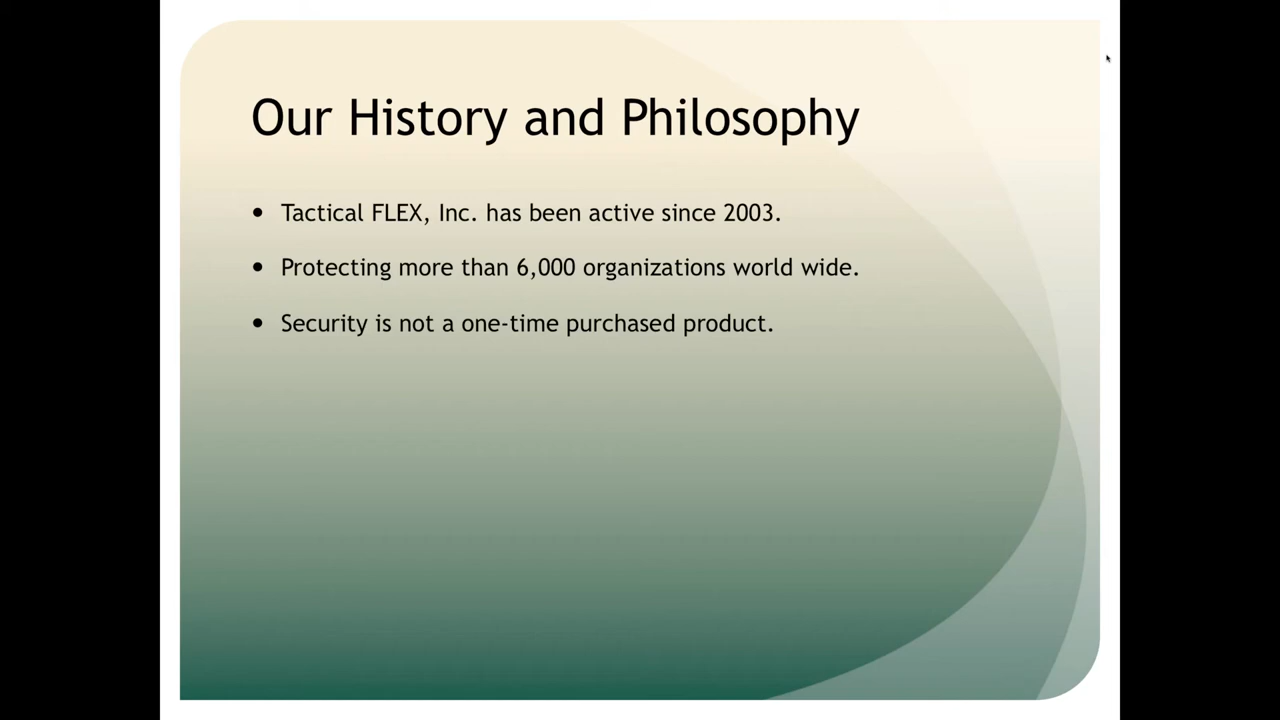 Our History and Philosophy
• Tactical FLEX, Inc. has been active since 2003.
• Protecting more than 6,000 organizations world wide.
• Security is not a one-time purchased product.